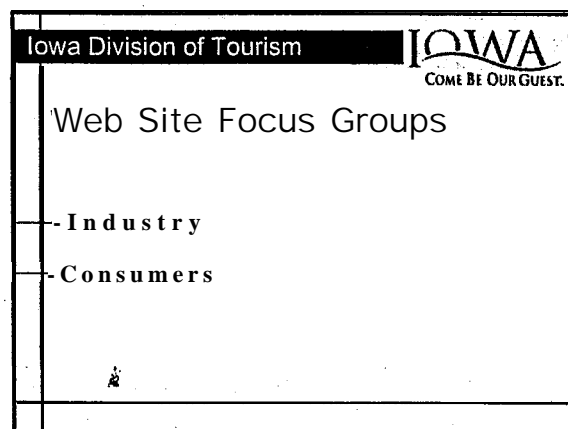 Iowa Division of Tourism
IOWA
COME BE OUR GUEST.
Web Site Focus Groups
-Industry
-Consumers